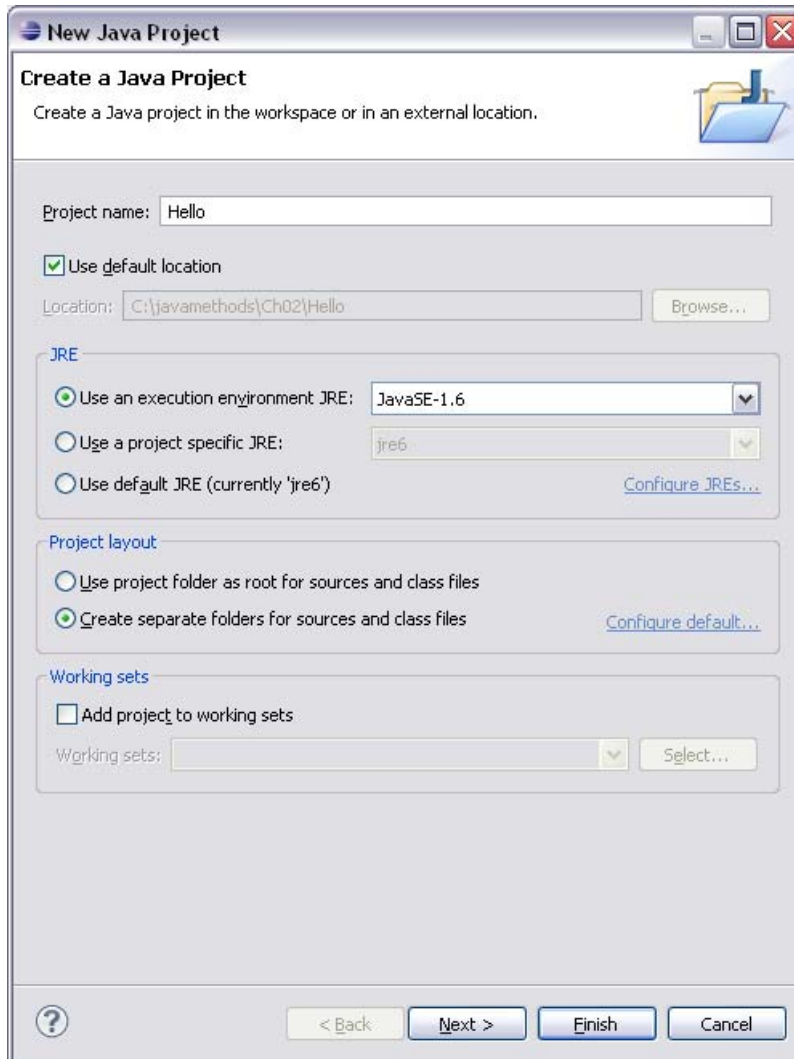 New Java Project
Create a Java Project
Create a Java project in the workspace or in an external location.
Project name: Hello
Use default location
Location: C:\javamethods\Ch02\Hello Browse...
JRE
Use an execution environment JRE: JavaSE-1.6
Use a project specific JRE: jre6
Use default JRE (currently 'jre6') Configure JREs...
Project layout
Use project folder as root for sources and class files
Create separate folders for sources and class files Configure default...
Working sets
Add project to working sets
Working sets: Select...
? < Back Next > Finish Cancel